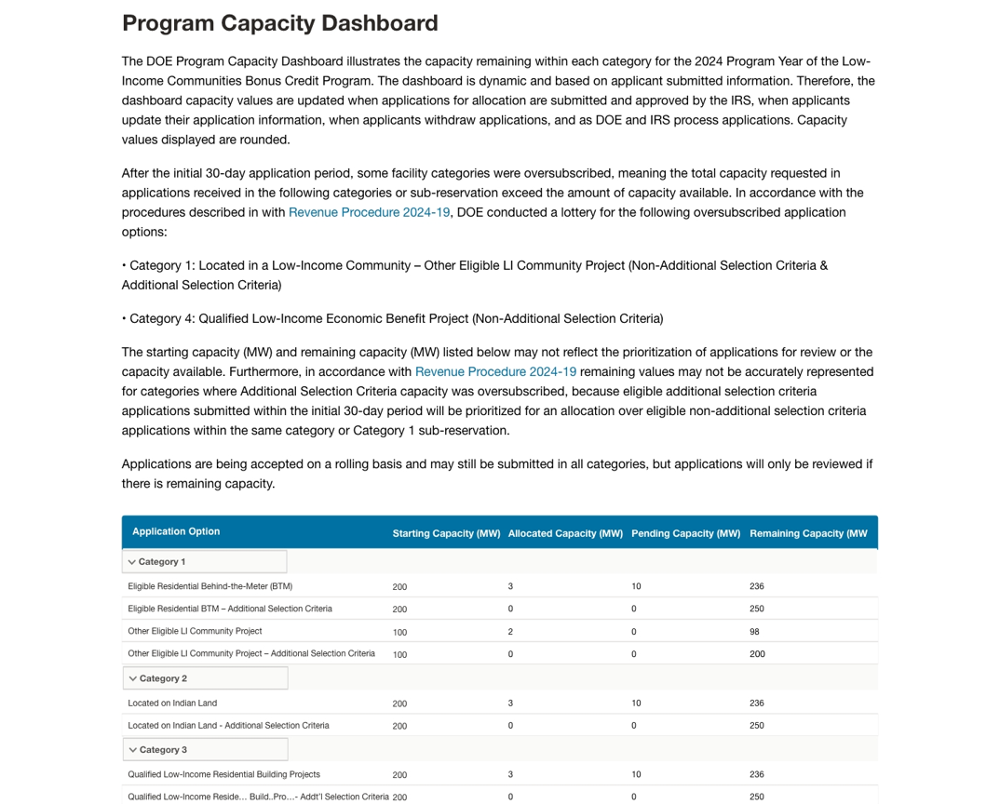 Program Capacity Dashboard
The DOE Program Capacity Dashboard illustrates the capacity remaining within each category for the 2024 Program Year of the Low-
Income Communities Bonus Credit Program. The dashboard is dynamic and based on applicant submitted information. Therefore, the
dashboard capacity values are updated when applications for allocation are submitted and approved by the IRS, when applicants
update their application information, when applicants withdraw applications, and as DOE and IRS process applications. Capacity
values displayed are rounded.
After the initial 30-day application period, some facility categories were oversubscribed, meaning the total capacity requested in
applications received in the following categories or sub-reservation exceed the amount of capacity available. In accordance with the
procedures described in with Revenue Procedure 2024-19, DOE conducted a lottery for the following oversubscribed application
options:
• Category 1: Located in a Low-Income Community – Other Eligible LI Community Project (Non-Additional Selection Criteria &
Additional Selection Criteria)
• Category 4: Qualified Low-Income Economic Benefit Project (Non-Additional Selection Criteria)
The starting capacity (MW) and remaining capacity (MW) listed below may not reflect the prioritization of applications for review or the
capacity available. Furthermore, in accordance with Revenue Procedure 2024-19 remaining values may not be accurately represented
for categories where Additional Selection Criteria capacity was oversubscribed, because eligible additional selection criteria
applications submitted within the initial 30-day period will be prioritized for an allocation over eligible non-additional selection criteria
applications within the same category or Category 1 sub-reservation.
Applications are being accepted on a rolling basis and may still be submitted in all categories, but applications will only be reviewed if
there is remaining capacity.
Application Option Starting Capacity (MW) Allocated Capacity (MW) Pending Capacity (MW) Remaining Capacity (MW
Category 1
Eligible Residential Behind-the-Meter (BTM) 200 3 10 236
Eligible Residential BTM – Additional Selection Criteria 200 0 0 250
Other Eligible LI Community Project 100 2 0 98
Other Eligible LI Community Project – Additional Selection Criteria 100 0 0 200
Category 2
Located on Indian Land 200 3 10 236
Located on Indian Land - Additional Selection Criteria 200 0 0 250
Category 3
Qualified Low-Income Residential Building Projects 200 3 10 236
Qualified Low-Income Reside... Build..Pro...- Addt'l Selection Criteria 200 0 0 250